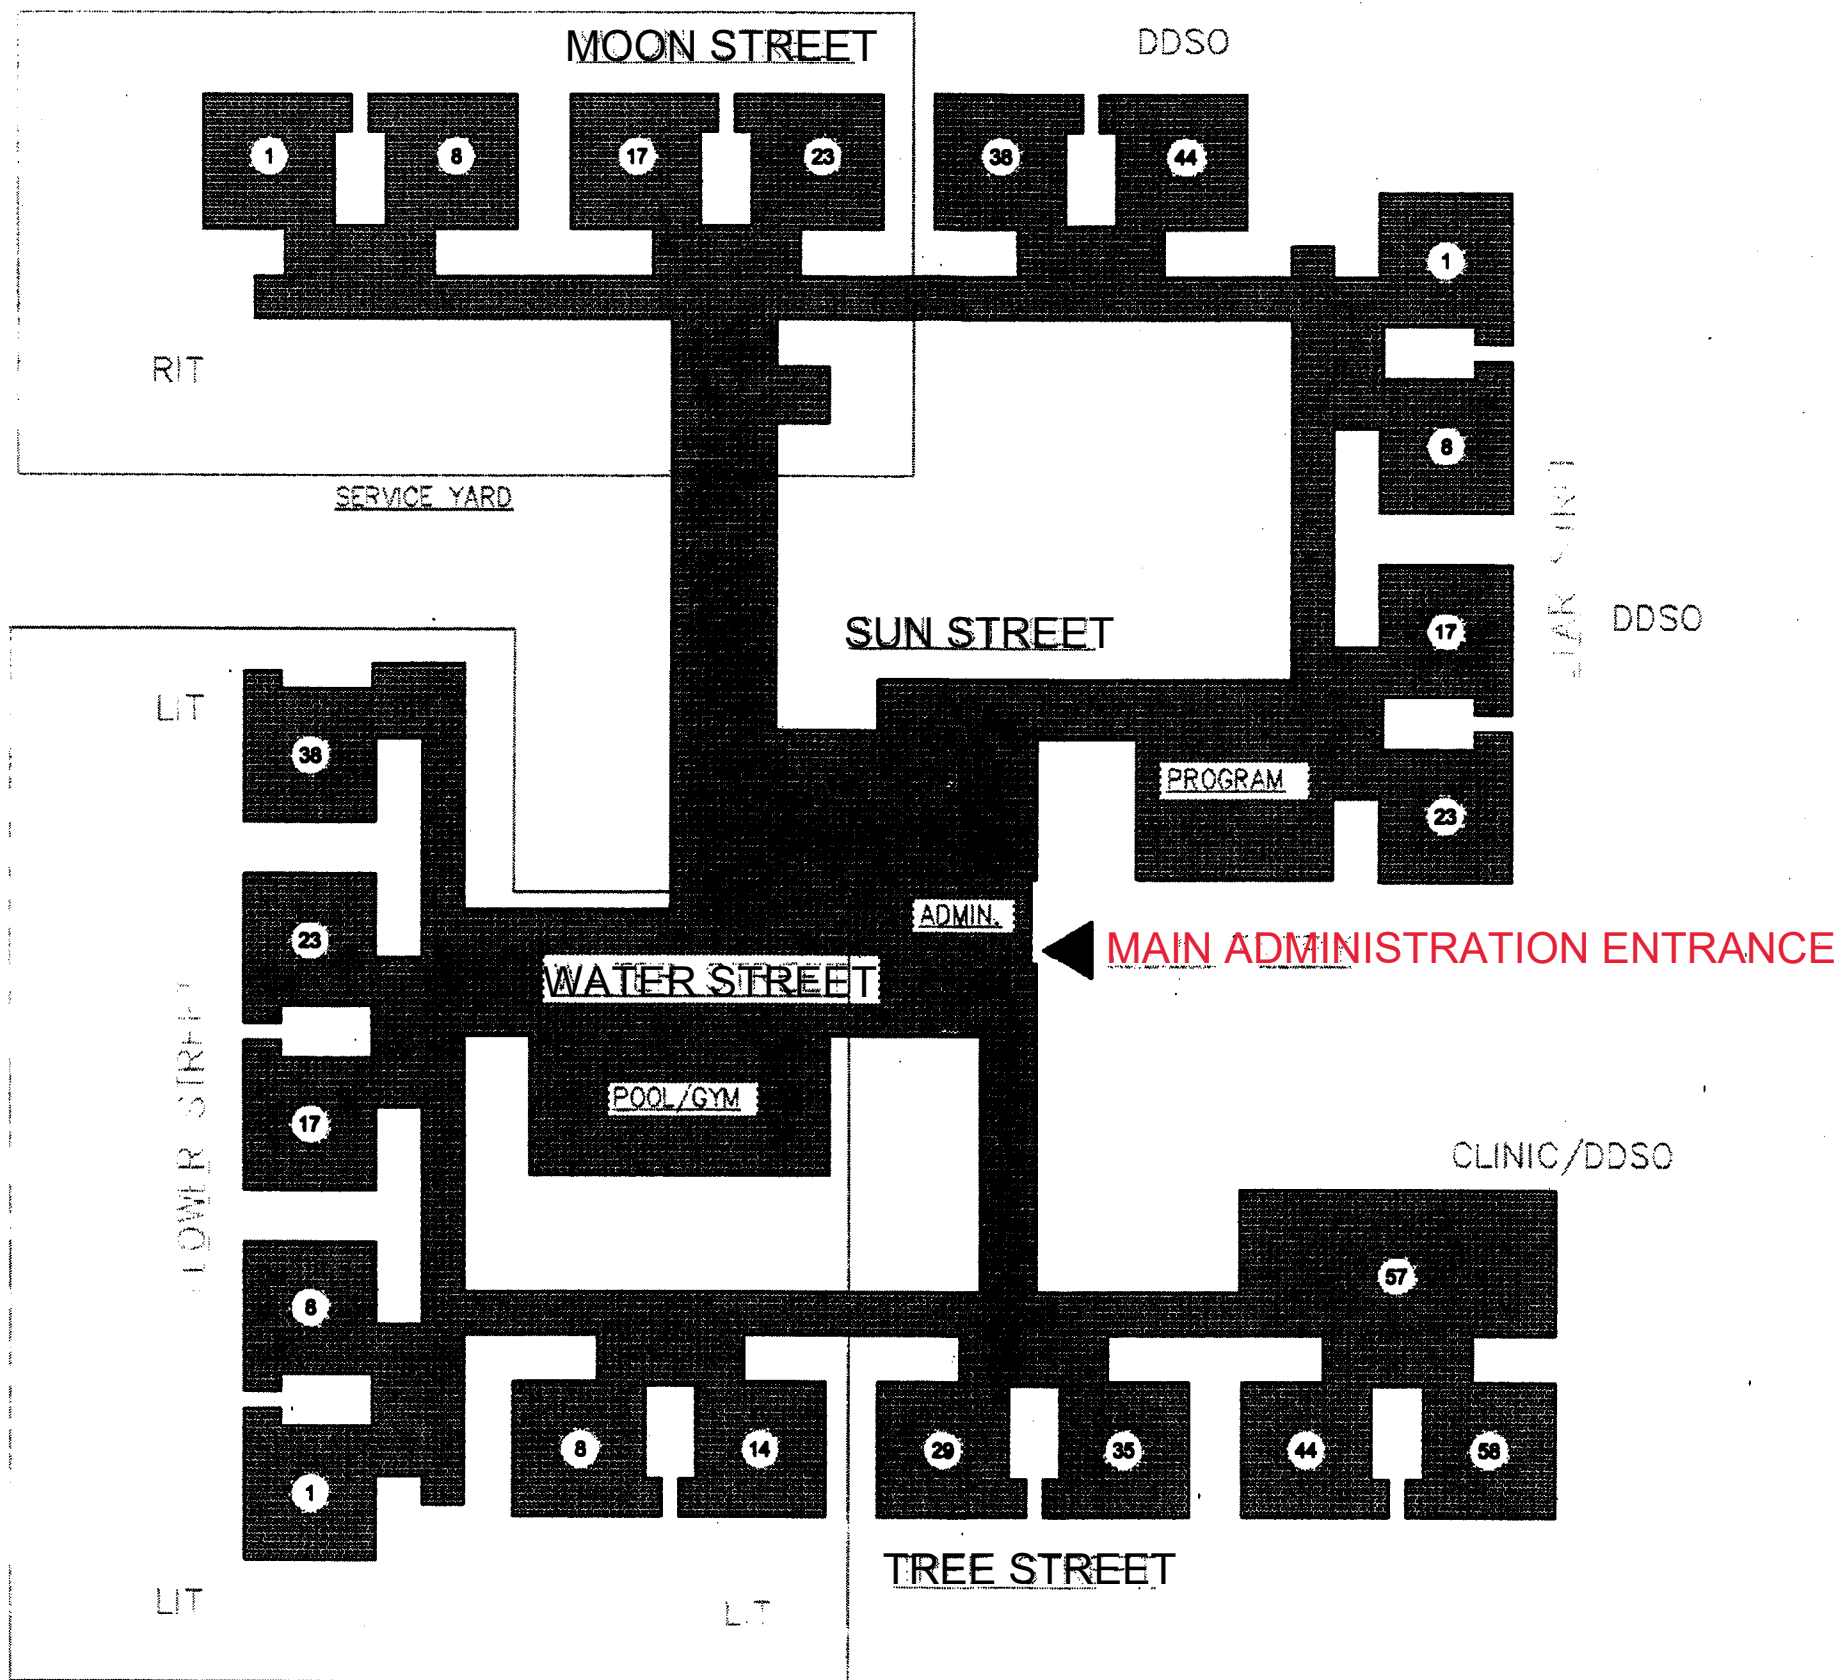 MOON STREET
DDSO
1
8
17
23
38
44
1
RIT
8
SERVICE YARD
SUN STREET
17
DDSO
LIT
38
PROGRAM
23
ADMIN.
23
MAIN ADMINISTRATION ENTRANCE
WATER STREET
POOL/GYM
17
LOWER STREET
CLINIC/DDSO
57
8
8
14
29
35
44
58
1
TREE STREET
LIT